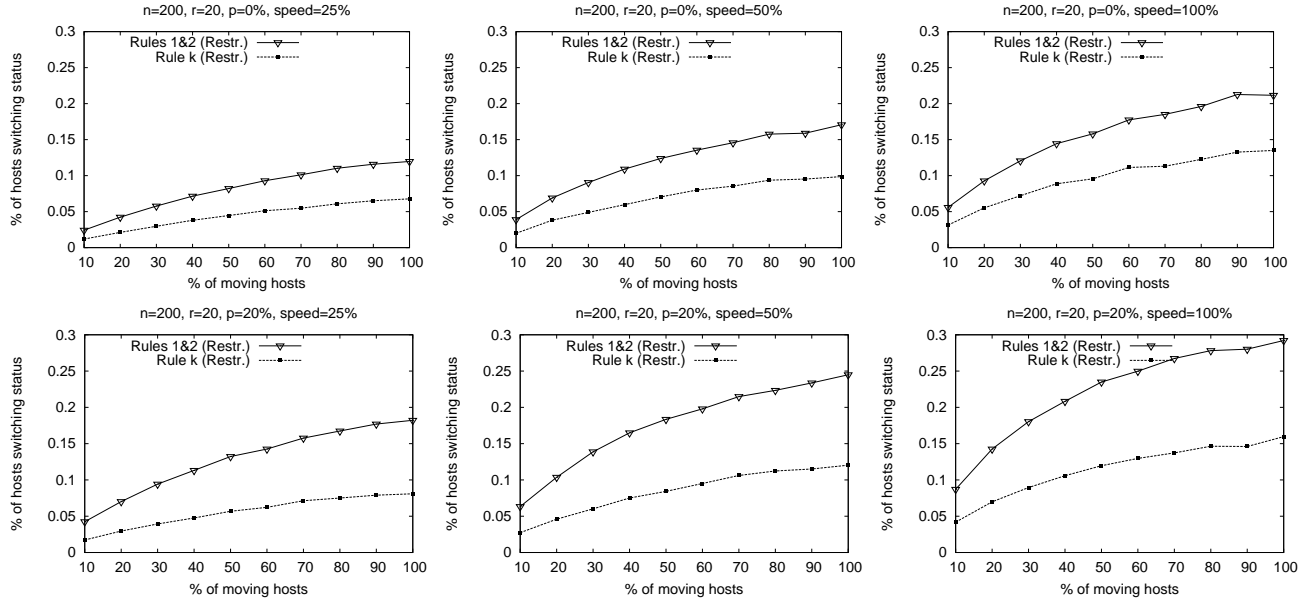 n=200, r=20, p=0%, speed=25%
% of hosts switching status
0.3
0.25
0.2
0.15
0.1
0.05
0
Rules 1&2 (Restr.)
Rule k (Restr.)
10 20 30 40 50 60 70 80 90 100
% of moving hosts
n=200, r=20, p=0%, speed=50%
% of hosts switching status
0.3
0.25
0.2
0.15
0.1
0.05
0
Rules 1&2 (Restr.)
Rule k (Restr.)
10 20 30 40 50 60 70 80 90 100
% of moving hosts
n=200, r=20, p=0%, speed=100%
% of hosts switching status
0.3
0.25
0.2
0.15
0.1
0.05
0
Rules 1&2 (Restr.)
Rule k (Restr.)
10 20 30 40 50 60 70 80 90 100
% of moving hosts
n=200, r=20, p=20%, speed=25%
% of hosts switching status
0.3
0.25
0.2
0.15
0.1
0.05
0
Rules 1&2 (Restr.)
Rule k (Restr.)
10 20 30 40 50 60 70 80 90 100
% of moving hosts
n=200, r=20, p=20%, speed=50%
% of hosts switching status
0.3
0.25
0.2
0.15
0.1
0.05
0
Rules 1&2 (Restr.)
Rule k (Restr.)
10 20 30 40 50 60 70 80 90 100
% of moving hosts
n=200, r=20, p=20%, speed=100%
% of hosts switching status
0.3
0.25
0.2
0.15
0.1
0.05
0
Rules 1&2 (Restr.)
Rule k (Restr.)
10 20 30 40 50 60 70 80 90 100
% of moving hosts